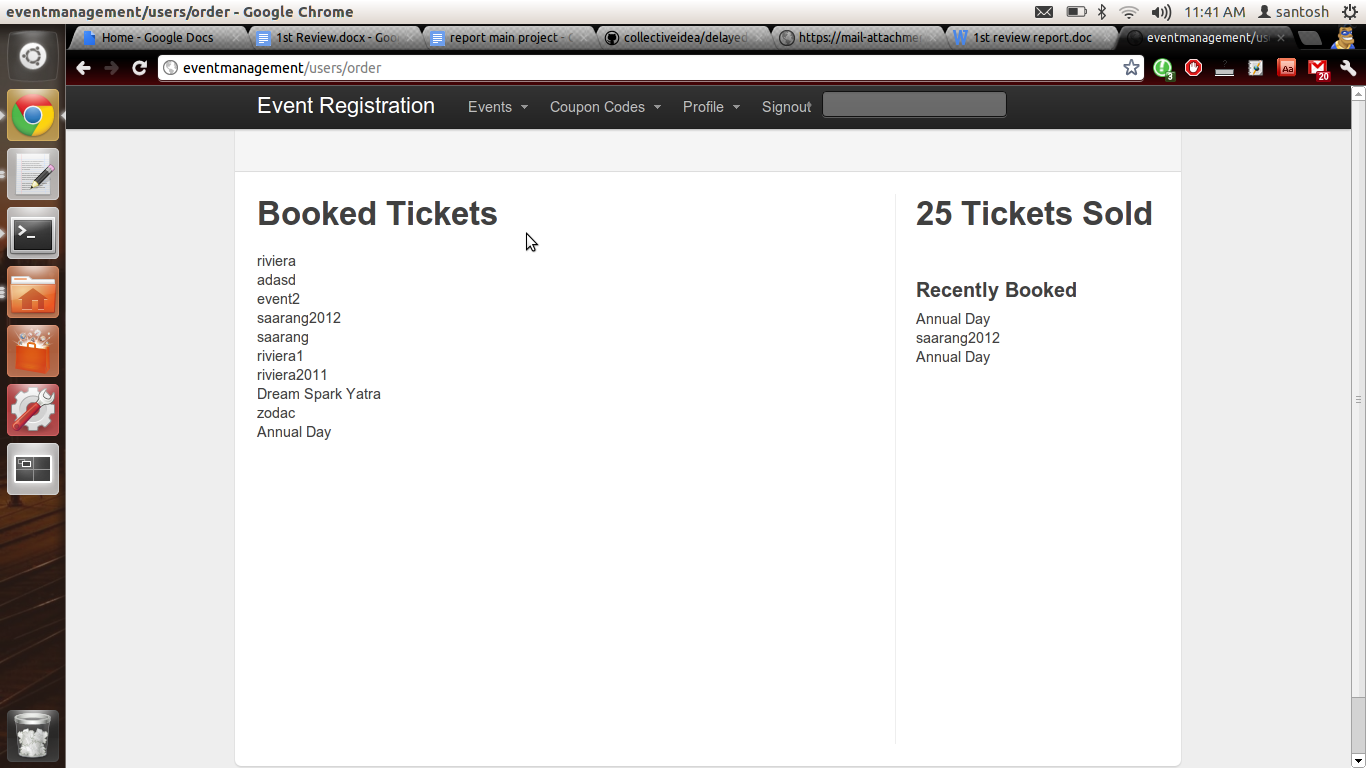 eventmanagement/users/order - Google Chrome
11:41 AM santosh
Home - Google Docs
1st Review.docx - Goo
report main project - G
collectiveidea/delayed
https://mail-attachme
1st review report.doc
eventmanagement/us
eventmanagement/users/order
3
Aa
20
Event Registration Events Coupon Codes Profile Signout
Booked Tickets
riviera
adasd
event2
saarang2012
saarang
riviera1
riviera2011
Dream Spark Yatra
zodac
Annual Day
25 Tickets Sold
Recently Booked
Annual Day
saarang2012
Annual Day